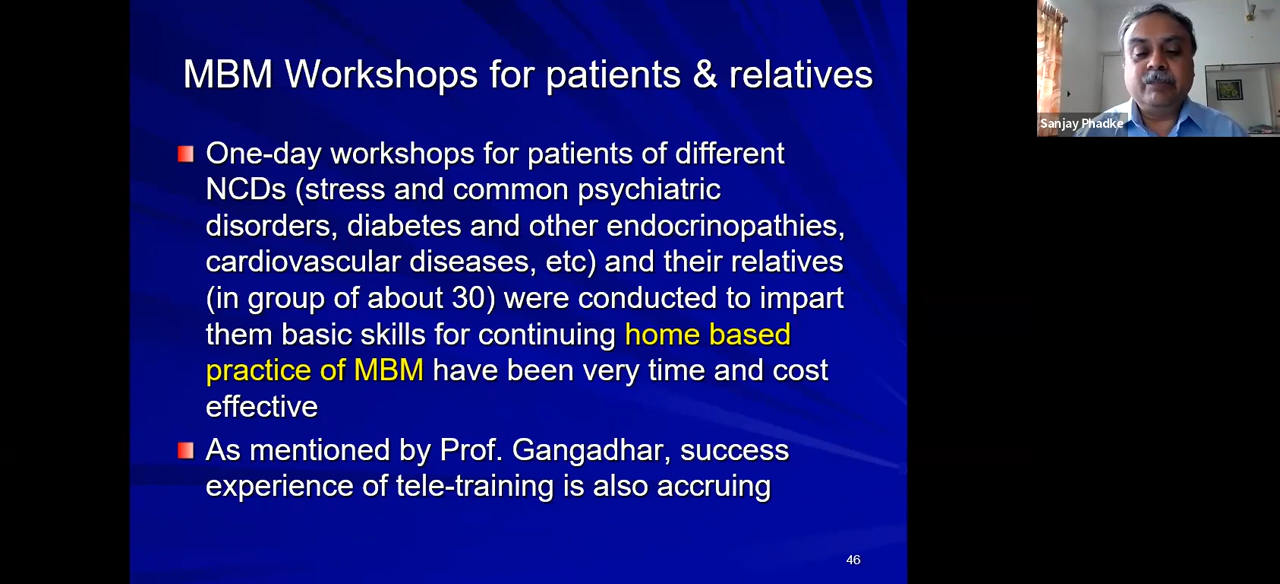 MBM Workshops for patients & relatives
One-day workshops for patients of different
NCDs (stress and common psychiatric
disorders, diabetes and other endocrinopathies,
cardiovascular diseases, etc) and their relatives
(in group of about 30) were conducted to impart
them basic skills for continuing home based
practice of MBM have been very time and cost
effective
As mentioned by Prof. Gangadhar, success
experience of tele-training is also accruing
46
Sanjay Phadke